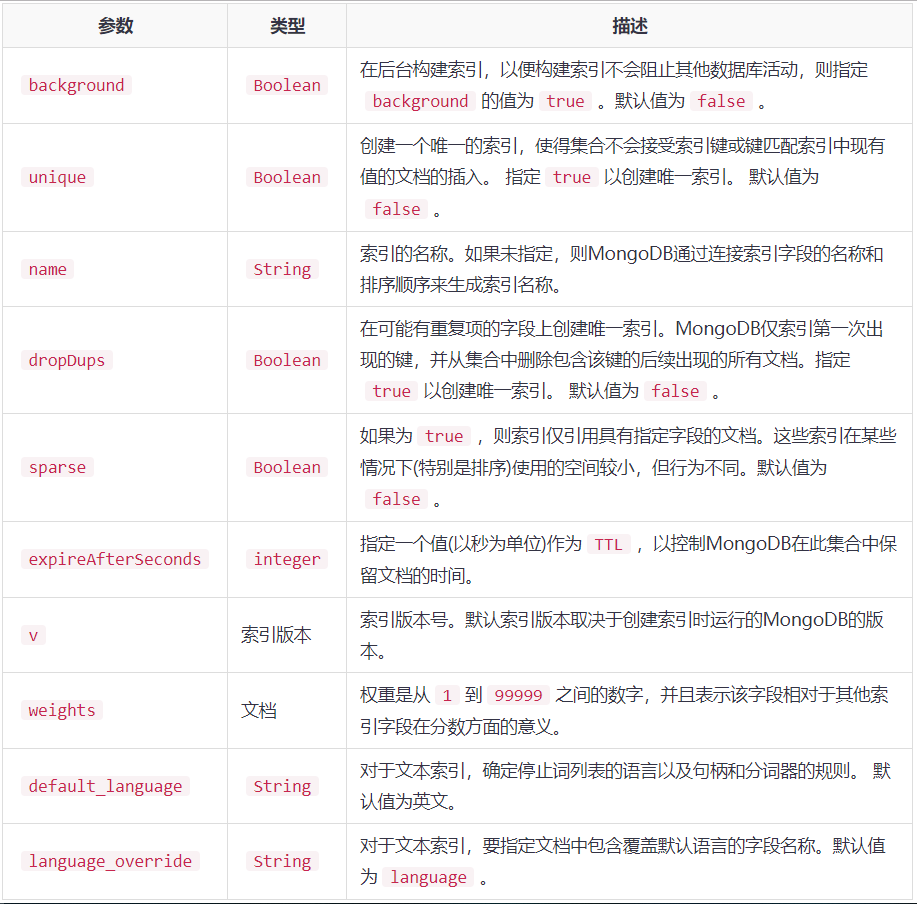 参数 类型 描述
background Boolean 在后台构建索引，以便构建索引不会阻止其他数据库活动，则指定
background 的值为 true 。默认值为 false 。
unique Boolean 创建一个唯一的索引，使得集合不会接受索引键或键匹配索引中现有
值的文档的插入。 指定 true 以创建唯一索引。 默认值为
false 。
name String 索引的名称。如果未指定，则MongoDB通过连接索引字段的名称和
排序顺序来生成索引名称。
dropDups Boolean 在可能有重复项的字段上创建唯一索引。MongoDB仅索引第一次出
现的键，并从集合中删除包含该键的后续出现的所有文档。指定
true 以创建唯一索引。 默认值为 false 。
sparse Boolean 如果为 true ，则索引仅引用具有指定字段的文档。这些索引在某些
情况下(特别是排序)使用的空间较小，但行为不同。默认值为
false 。
expireAfterSeconds integer 指定一个值(以秒为单位)作为 TTL ，以控制MongoDB在此集合中保
留文档的时间。
v 索引版本 索引版本号。默认索引版本取决于创建索引时运行的MongoDB的版
本。
weights 文档 权重是从 1 到 99999 之间的数字，并且表示该字段相对于其他索
引字段在分数方面的意义。
default_language String 对于文本索引，确定停止词列表的语言以及句柄和分词器的规则。 默
认值为英文。
language_override String 对于文本索引，要指定文档中包含覆盖默认语言的字段名称。默认值
为 language 。